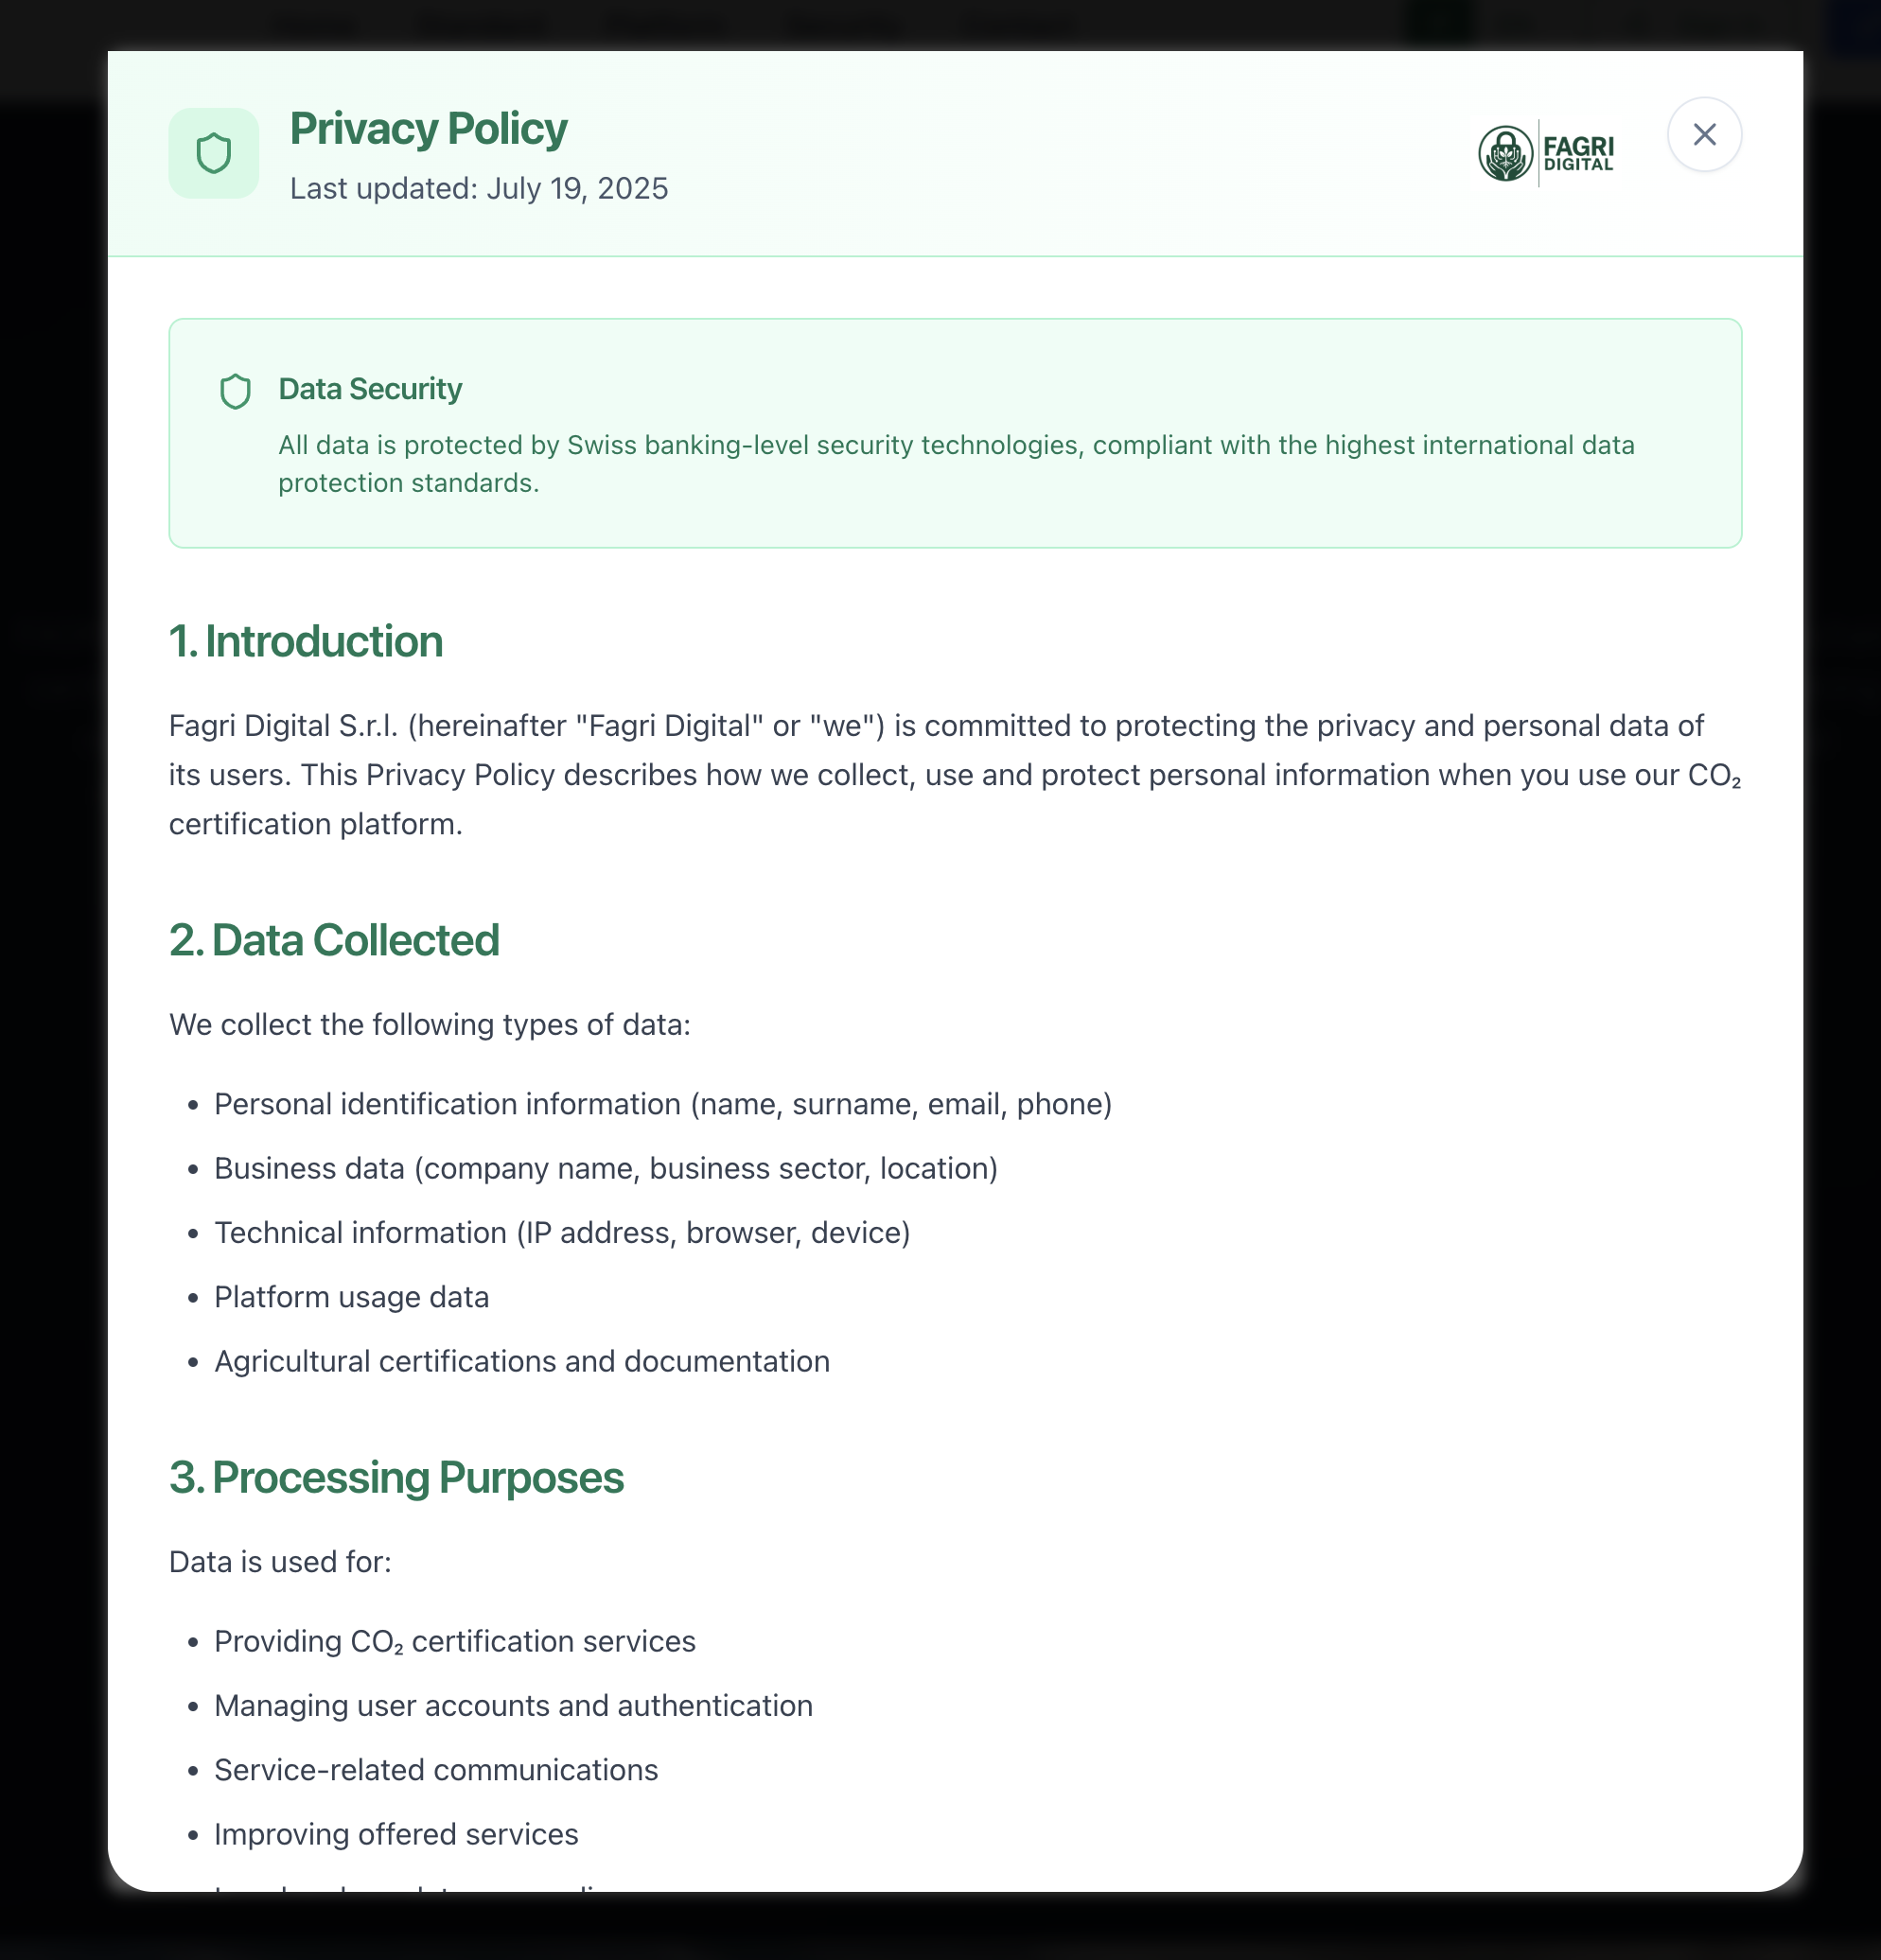 Privacy Policy
Last updated: July 19, 2025
FAGRI
DIGITAL
Data Security
All data is protected by Swiss banking-level security technologies, compliant with the highest international data
protection standards.
1. Introduction
Fagri Digital S.r.l. (hereinafter "Fagri Digital" or "we") is committed to protecting the privacy and personal data of
its users. This Privacy Policy describes how we collect, use and protect personal information when you use our CO₂
certification platform.
2. Data Collected
We collect the following types of data:
• Personal identification information (name, surname, email, phone)
• Business data (company name, business sector, location)
• Technical information (IP address, browser, device)
• Platform usage data
• Agricultural certifications and documentation
3. Processing Purposes
Data is used for:
• Providing CO₂ certification services
• Managing user accounts and authentication
• Service-related communications
• Improving offered services